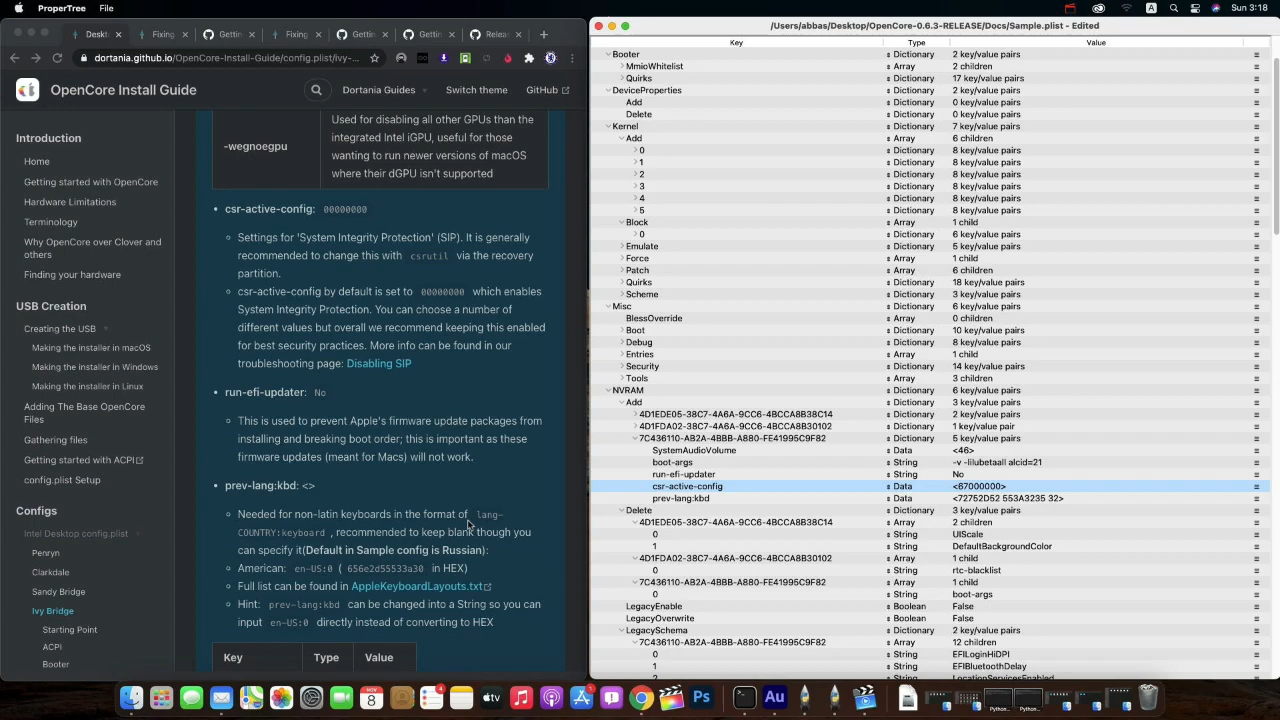 ProperTree File
A
Sun 3:18
Deskt
Fixing
Gettin
Fixing
Gettin
Gettin
Relea
dortania.github.io/OpenCore-Install-Guide/config.plist/ivy-
OpenCore Install Guide
Dortania Guides
Switch theme
GitHub
Introduction
Home
Getting started with OpenCore
Hardware Limitations
Terminology
Why OpenCore over Clover and
others
Finding your hardware
USB Creation
Creating the USB
Making the installer in macOS
Making the installer in Windows
Making the installer in Linux
Adding The Base OpenCore
Files
Gathering files
Getting started with ACPI
config.plist Setup
Configs
Intel Desktop config.plist
Penryn
Clarkdale
Sandy Bridge
Ivy Bridge
Starting Point
ACPI
Booter
-wegnoegpu
Used for disabling all other GPUs than the
integrated Intel iGPU, useful for those
wanting to run newer versions of macOS
where their dGPU isn't supported
• csr-active-config: 00000000
Settings for 'System Integrity Protection' (SIP). It is generally
recommended to change this with csrutil via the recovery
partition.
csr-active-config by default is set to 00000000 which enables
System Integrity Protection. You can choose a number of
different values but overall we recommend keeping this enabled
for best security practices. More info can be found in our
troubleshooting page: Disabling SIP
• run-efi-updater: No
This is used to prevent Apple's firmware update packages from
installing and breaking boot order; this is important as these
firmware updates (meant for Macs) will not work.
• prev-lang:kbd: <>
Needed for non-latin keyboards in the format of lang-
COUNTRY:keyboard , recommended to keep blank though you
can specify it(Default in Sample config is Russian):
American: en-US:0 ( 656e2d55533a30 in HEX)
Full list can be found in AppleKeyboardLayouts.txt
Hint: prev-lang:kbd can be changed into a String so you can
input en-US:0 directly instead of converting to HEX
Key Type Value
/Users/abbas/Desktop/OpenCore-0.6.3-RELEASE/Docs/Sample.plist - Edited
Key Type Value
Booter Dictionary 2 key/value pairs
MmioWhitelist Array 2 children
Quirks Dictionary 17 key/value pairs
DeviceProperties Dictionary 2 key/value pairs
Add Dictionary 0 key/value pairs
Delete Dictionary 0 key/value pairs
Kernel Dictionary 7 key/value pairs
Add Array 6 children
0 Dictionary 8 key/value pairs
1 Dictionary 8 key/value pairs
2 Dictionary 8 key/value pairs
3 Dictionary 8 key/value pairs
4 Dictionary 8 key/value pairs
5 Dictionary 8 key/value pairs
Block Array 1 child
0 Dictionary 6 key/value pairs
Emulate Dictionary 5 key/value pairs
Force Array 1 child
Patch Array 6 children
Quirks Dictionary 18 key/value pairs
Scheme Dictionary 3 key/value pairs
Misc Dictionary 6 key/value pairs
BlessOverride Array 0 children
Boot Dictionary 10 key/value pairs
Debug Dictionary 8 key/value pairs
Entries Array 1 child
Security Dictionary 14 key/value pairs
Tools Array 3 children
NVRAM Dictionary 6 key/value pairs
Add Dictionary 3 key/value pairs
4D1EDE05-38C7-4A6A-9CC6-4BCCA8B38C14 Dictionary 2 key/value pairs
4D1FDA02-38C7-4A6A-9CC6-4BCCA8B30102 Dictionary 1 key/value pair
7C436110-AB2A-4BBB-A880-FE41995C9F82 Dictionary 5 key/value pairs
SystemAudioVolume Data <46>
boot-args String -v -lilubetaall alcid=21
run-efi-updater String No
csr-active-config Data <67000000>
prev-lang:kbd Data <72752D52 553A3235 32>
Delete Dictionary 3 key/value pairs
4D1EDE05-38C7-4A6A-9CC6-4BCCA8B38C14 Array 2 children
0 String UIScale
1 String DefaultBackgroundColor
4D1FDA02-38C7-4A6A-9CC6-4BCCA8B30102 Array 1 child
0 String rtc-blacklist
7C436110-AB2A-4BBB-A880-FE41995C9F82 Array 1 child
0 String boot-args
LegacyEnable Boolean False
LegacyOverwrite Boolean False
LegacySchema Dictionary 2 key/value pairs
7C436110-AB2A-4BBB-A880-FE41995C9F82 Array 12 children
0 String EFILoginHiDPI
1 String EFIBluetoothDelay
2 String LocationServicesEnabled
NOV
8
4
1
tv
Ps
Au
Python...
Python...